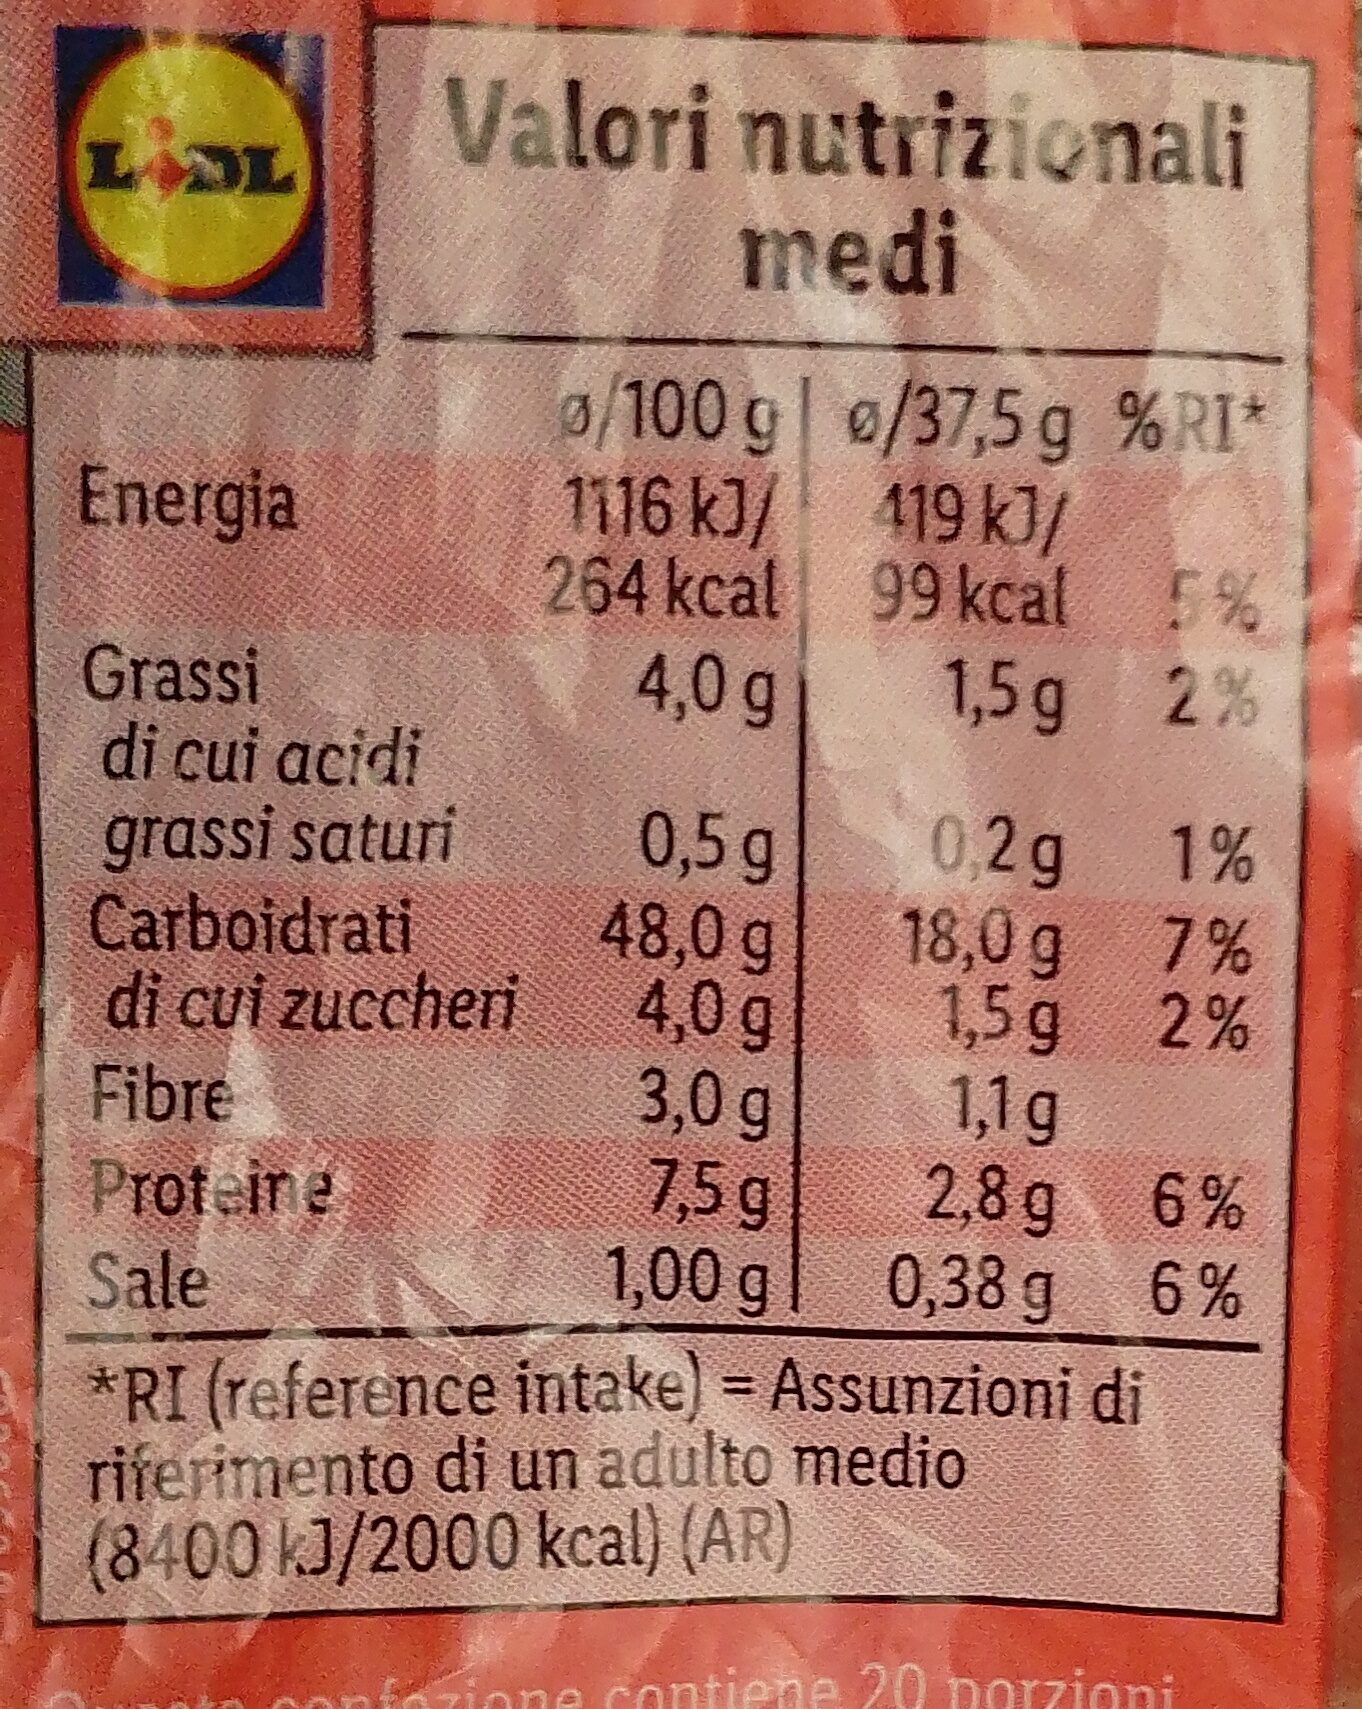 LIDL
Valori nutrizionali
medi
ø/100 g ø/37,5 g %RI*
Energia 1116 kJ/ 419 kJ/
264 kcal 99 kcal 5%
Grassi 4,0 g 1,5 g 2%
di cui acidi
grassi saturi 0,5 g 0,2 g 1%
Carboidrati 48,0 g 18,0 g 7%
di cui zuccheri 4,0 g 1,5 g 2%
Fibre 3,0 g 1,1 g
Proteine 7,5 g 2,8 g 6%
Sale 1,00 g 0,38 g 6%
*RI (reference intake) = Assunzioni di
riferimento di un adulto medio
(8400 kJ/2000 kcal) (AR)
confezione contiene 20 porzioni